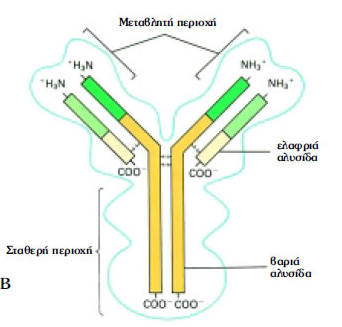 Μεταβλητή περιοχή
⁺H₃N
NH₃⁺
⁺H₃N
NH₃⁺
ελαφριά
αλυσίδα
COO⁻
COO⁻
Σταθερή περιοχή
βαριά
αλυσίδα
B
COO⁻ COO⁻